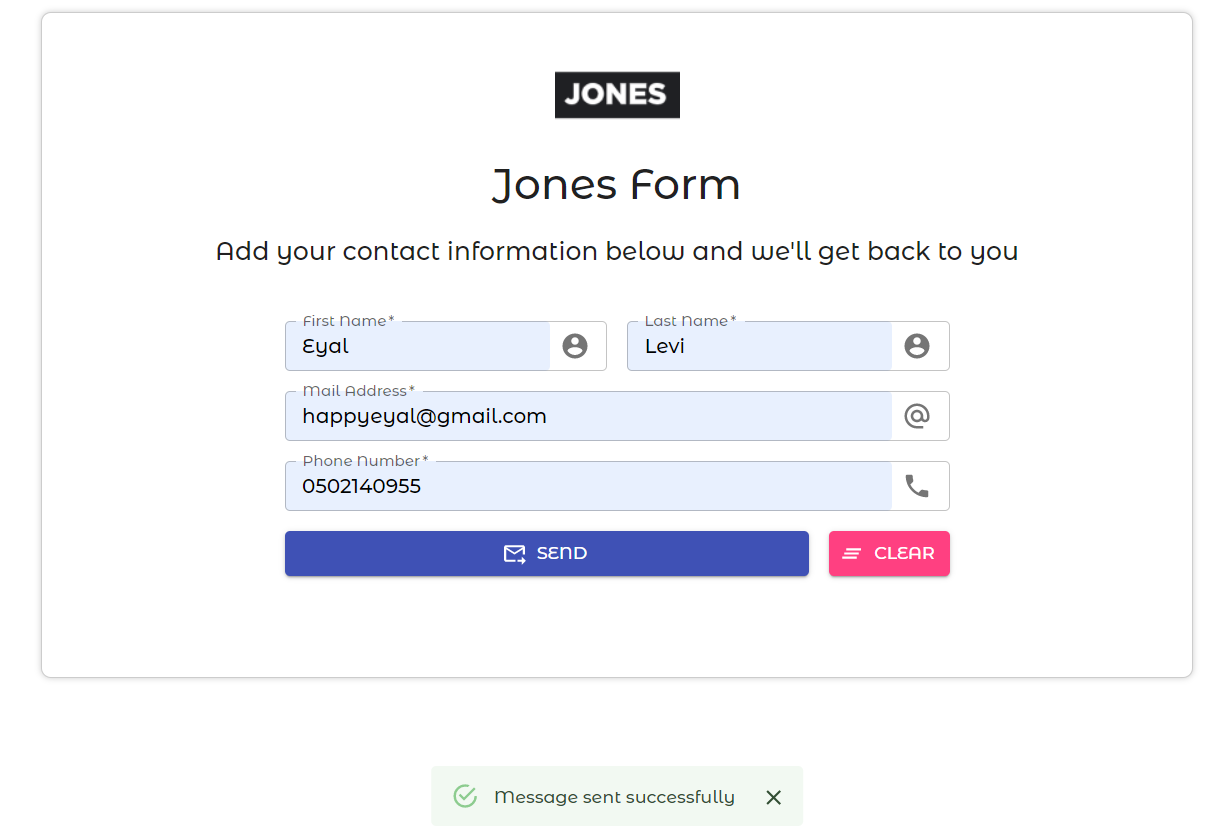 JONES
Jones Form
Add your contact information below and we'll get back to you
First Name* Last Name*
Eyal Levi
Mail Address*
happyeyal@gmail.com
Phone Number*
0502140955
SEND CLEAR
Message sent successfully